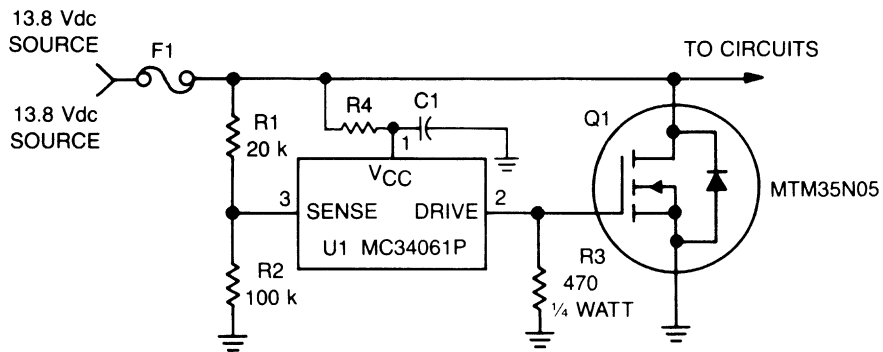 13.8 Vdc
SOURCE
F1
13.8 Vdc
SOURCE
TO CIRCUITS
R1
20 k
R4
C1
1
VCC
Q1
MTM35N05
3
SENSE
DRIVE
2
U1 MC34061P
R2
100 k
R3
470
¼ WATT